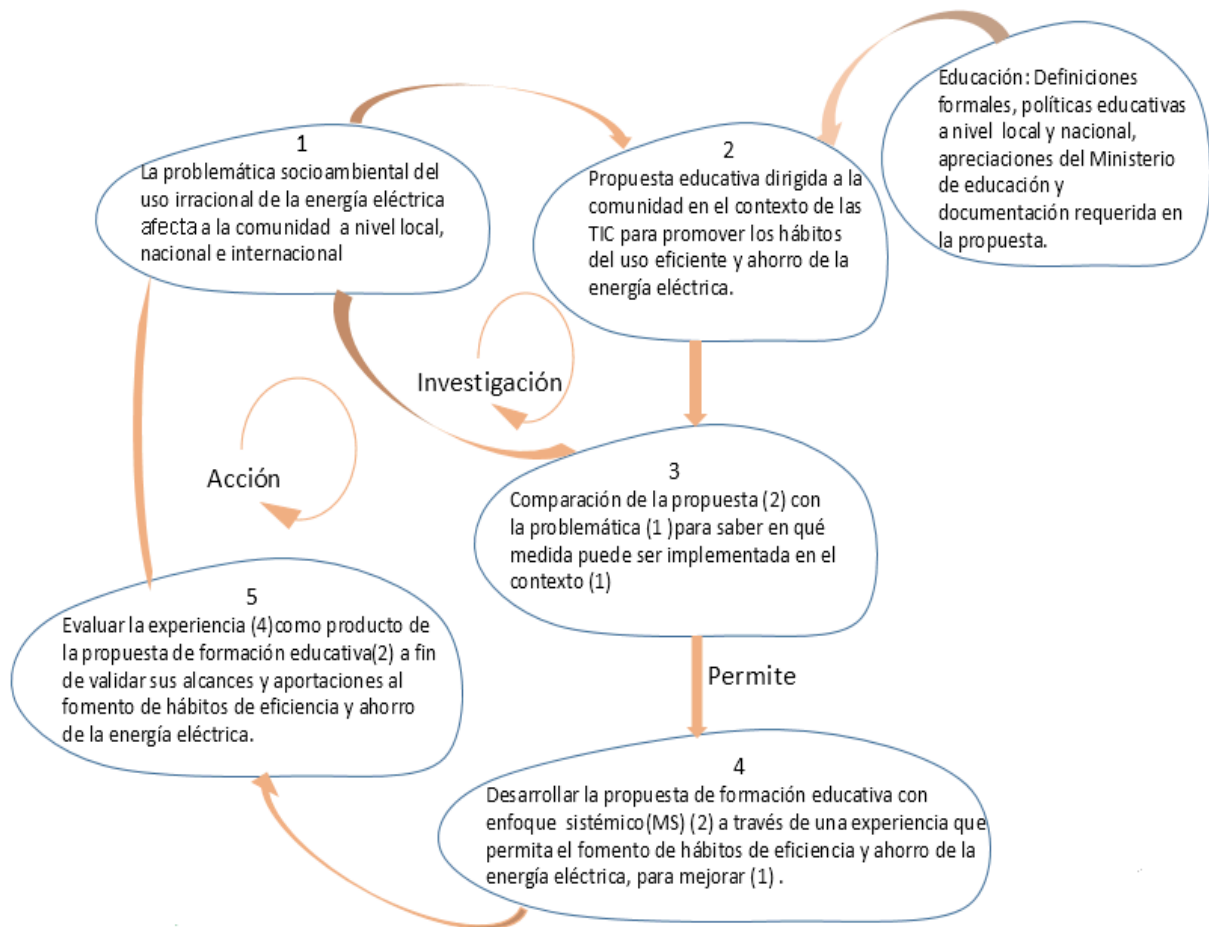 1
La problemática socioambiental del
uso irracional de la energía eléctrica
afecta a la comunidad a nivel local,
nacional e internacional
2
Propuesta educativa dirigida a la
comunidad en el contexto de las
TIC para promover los hábitos
del uso eficiente y ahorro de la
energía eléctrica.
Educación: Definiciones
formales, políticas educativas
a nivel local y nacional,
apreciaciones del Ministerio
de educación y
documentación requerida en
la propuesta.
Investigación
Acción
3
Comparación de la propuesta (2) con
la problemática (1 )para saber en qué
medida puede ser implementada en el
contexto (1)
Permite
4
Desarrollar la propuesta de formación educativa con
enfoque sistémico(MS) (2) a través de una experiencia que
permita el fomento de hábitos de eficiencia y ahorro de la
energía eléctrica, para mejorar (1) .
5
Evaluar la experiencia (4)como producto de
la propuesta de formación educativa(2) a fin
de validar sus alcances y aportaciones al
fomento de hábitos de eficiencia y ahorro
de la energía eléctrica.